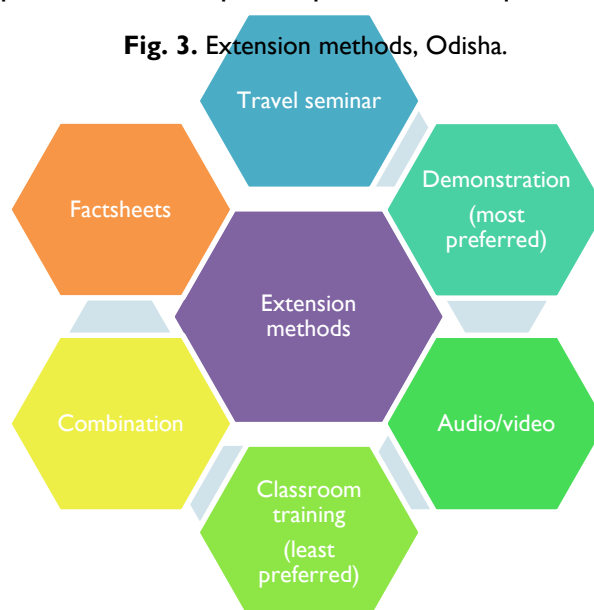 Fig. 3. Extension methods, Odisha.
Travel seminar
Demonstration
(most
preferred)
Factsheets
Extension
methods
Combination
Audio/video
Classroom
training
(least
preferred)